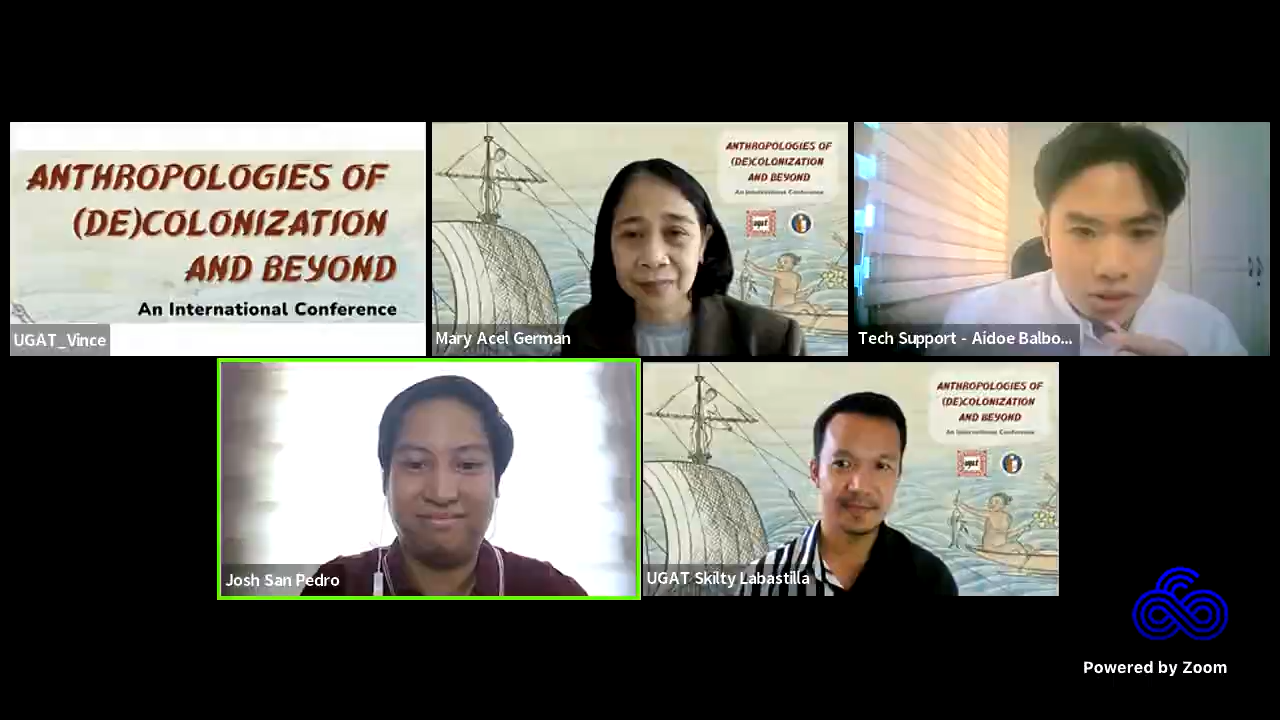 ANTHROPOLOGIES OF
(DE)COLONIZATION
AND BEYOND
An International Conference
UGAT_Vince
ANTHROPOLOGIES OF
(DE)COLONIZATION
AND BEYOND
An International Conference
ugat
Mary Acel German
Tech Support - Aidoe Balbo...
Josh San Pedro
ANTHROPOLOGIES OF
(DE)COLONIZATION
AND BEYOND
An International Conference
ugat
UGAT Skilty Labastilla
Powered by Zoom